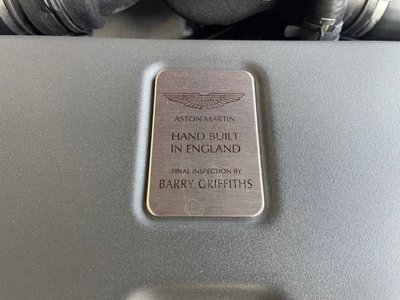 ASTON MARTIN
HAND BUILT
IN ENGLAND
FINAL INSPECTION BY
BARRY GRIFFITHS